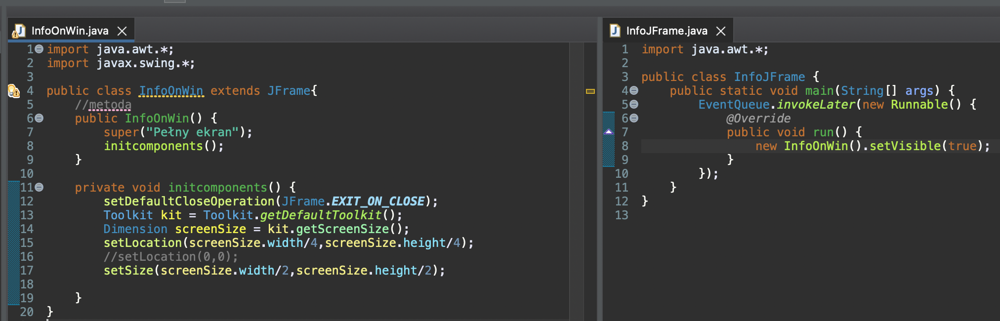 InfoOnWin.java
1 import java.awt.*;
2 import javax.swing.*;
3
4 public class InfoOnWin extends JFrame{
5     //metoda
6     public InfoOnWin() {
7         super("Pełny ekran");
8         initcomponents();
9     }
10
11     private void initcomponents() {
12         setDefaultCloseOperation(JFrame.EXIT_ON_CLOSE);
13         Toolkit kit = Toolkit.getDefaultToolkit();
14         Dimension screenSize = kit.getScreenSize();
15         setLocation(screenSize.width/4,screenSize.height/4);
16         //setLocation(0,0);
17         setSize(screenSize.width/2,screenSize.height/2);
18
19     }
20 }
InfoJFrame.java
1 import java.awt.*;
2
3 public class InfoJFrame {
4     public static void main(String[] args) {
5         EventQueue.invokeLater(new Runnable() {
6             @Override
7             public void run() {
8                 new InfoOnWin().setVisible(true);
9             }
10         });
11     }
12 }
13